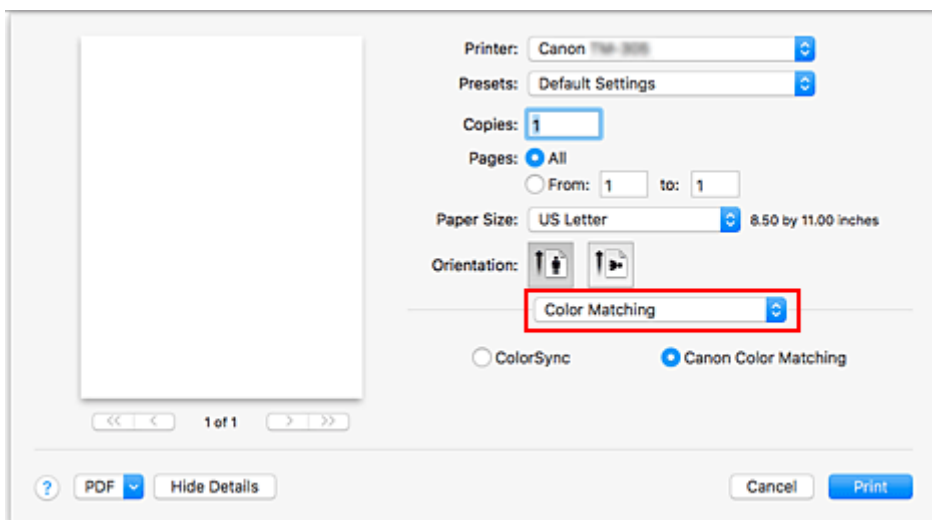 Printer: Canon
Presets: Default Settings
Copies: 1
Pages: All
From: 1 to: 1
Paper Size: US Letter 8.50 by 11.00 inches
Orientation:
Color Matching
ColorSync Canon Color Matching
<< < 1 of 1 > >>
? PDF Hide Details Cancel Print